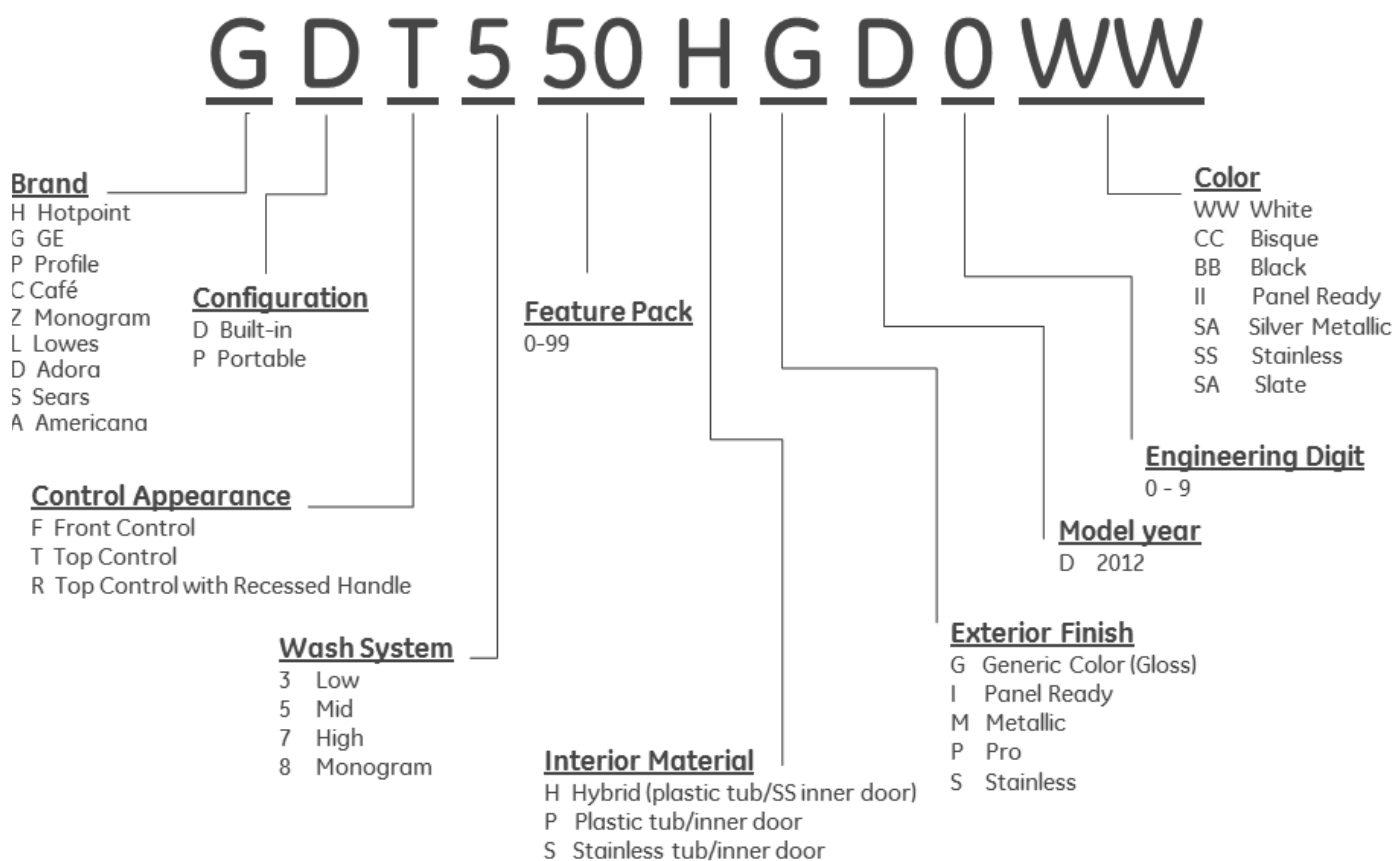 G D T 5 50 H G D 0 WW
Brand
H Hotpoint
G GE
P Profile
C Café
Z Monogram
L Lowes
D Adora
S Sears
A Americana
Configuration
D Built-in
P Portable
Feature Pack
0-99
Color
WW White
CC Bisque
BB Black
II Panel Ready
SA Silver Metallic
SS Stainless
SA Slate
Engineering Digit
0 - 9
Control Appearance
F Front Control
T Top Control
R Top Control with Recessed Handle
Model year
D 2012
Wash System
3 Low
5 Mid
7 High
8 Monogram
Exterior Finish
G Generic Color (Gloss)
I Panel Ready
M Metallic
P Pro
S Stainless
Interior Material
H Hybrid (plastic tub/SS inner door)
P Plastic tub/inner door
S Stainless tub/inner door